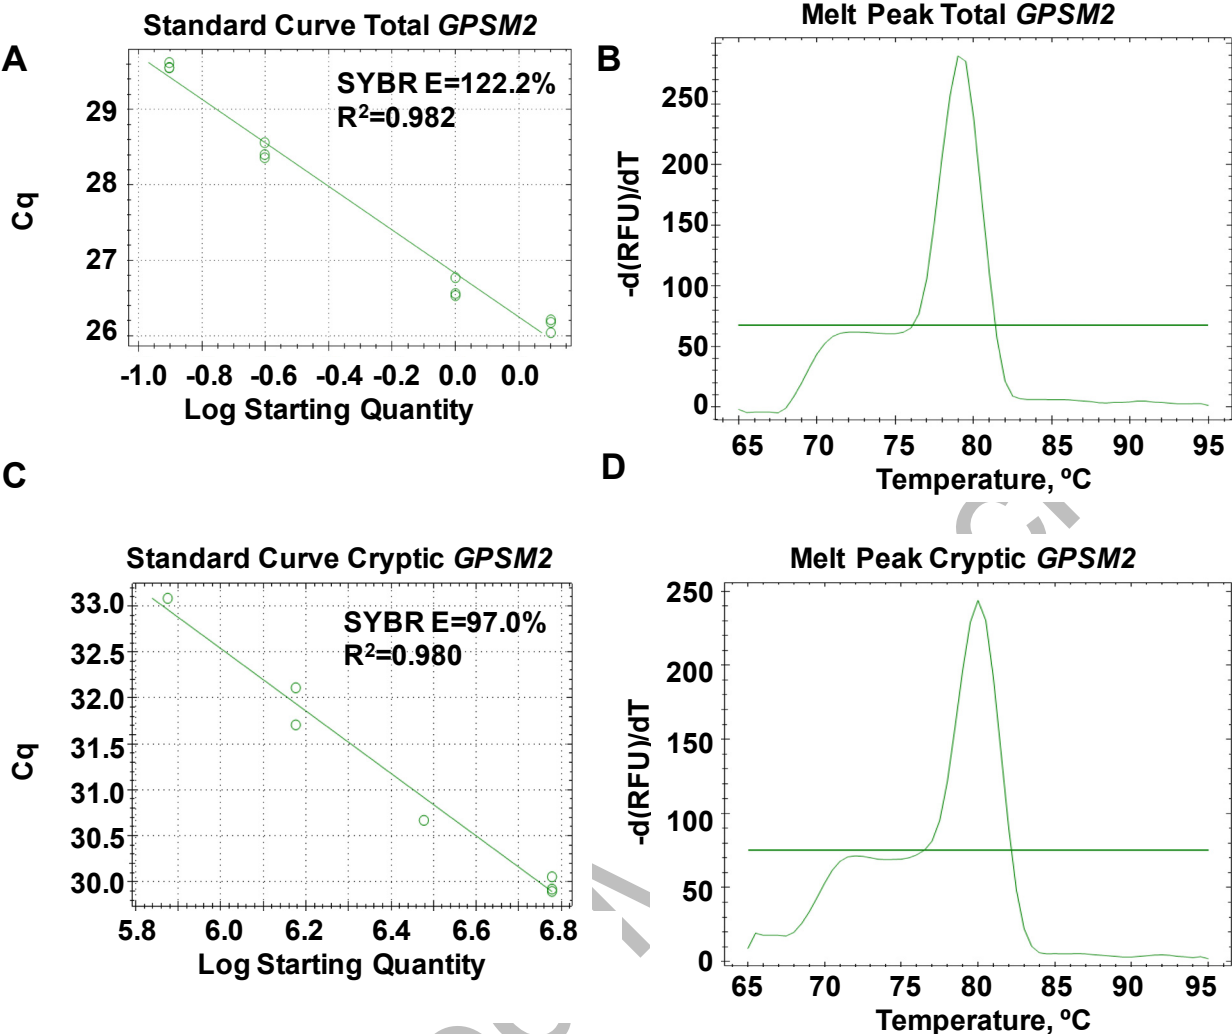 A
Standard Curve Total GPSM2
SYBR E=122.2%
R²=0.982
Cq
29
28
27
26
-1.0 -0.8 -0.6 -0.4 -0.2 0.0 0.0
Log Starting Quantity
B
Melt Peak Total GPSM2
-d(RFU)/dT
250
200
150
100
50
0
65 70 75 80 85 90 95
Temperature, ºC
C
Standard Curve Cryptic GPSM2
SYBR E=97.0%
R²=0.980
Cq
33.0
32.5
32.0
31.5
31.0
30.5
30.0
5.8 6.0 6.2 6.4 6.6 6.8
Log Starting Quantity
D
Melt Peak Cryptic GPSM2
-d(RFU)/dT
250
200
150
100
50
0
65 70 75 80 85 90 95
Temperature, ºC